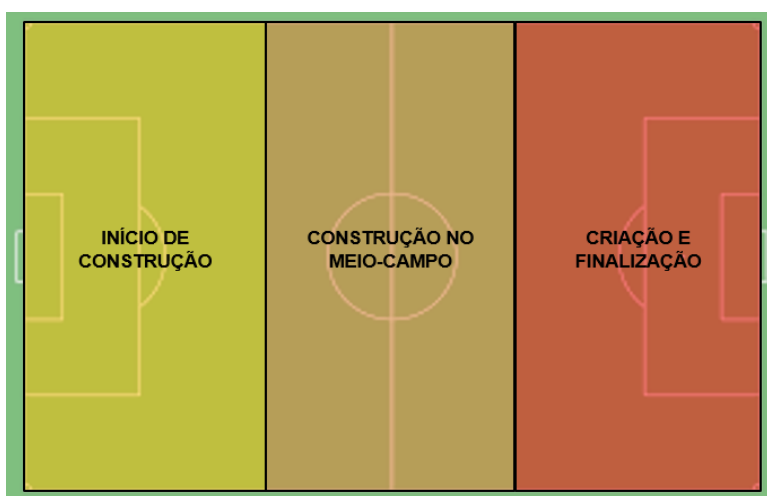 INÍCIO DE
CONSTRUÇÃO
CONSTRUÇÃO NO
MEIO-CAMPO
CRIAÇÃO E
FINALIZAÇÃO